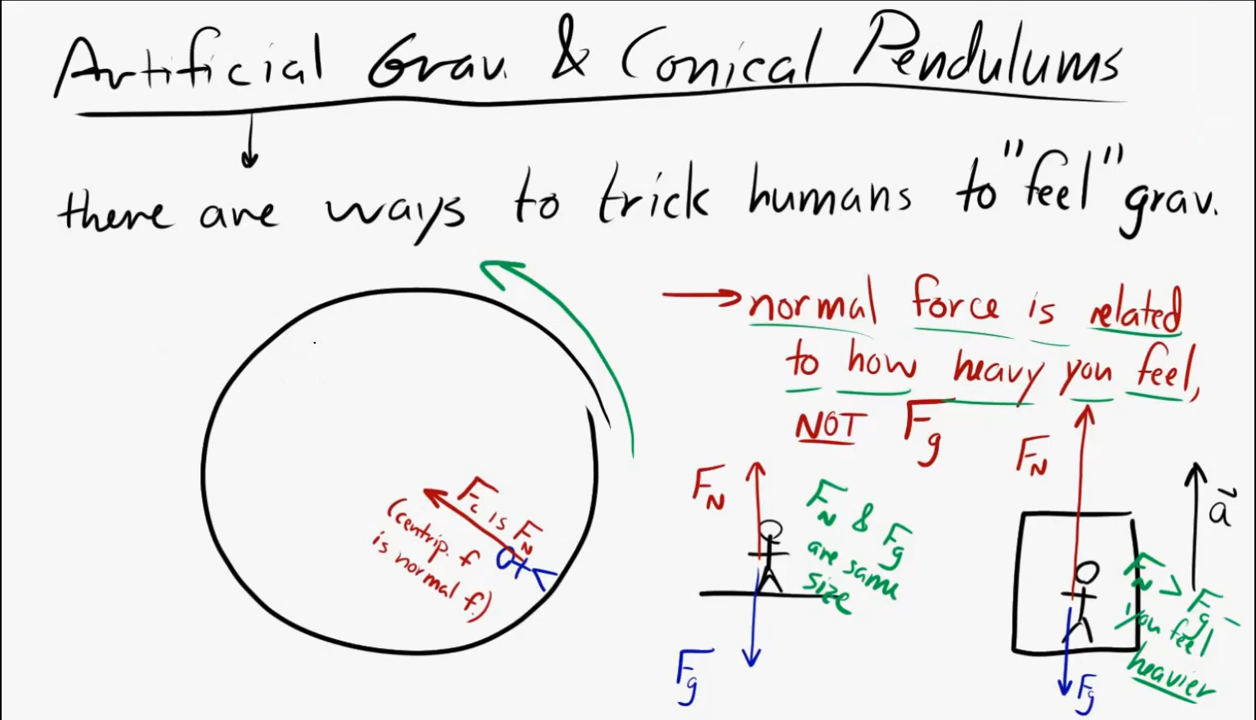 Artificial Grav. & Conical Pendulums
there are ways to trick humans to "feel" grav.
→ normal force is related
to how heavy you feel,
NOT Fg
Fc is FN
(centrip. f
is normal f.)
FN
FN & Fg
are same
size
Fg
FN
a
FN > Fg -
you feel
heavier
Fg